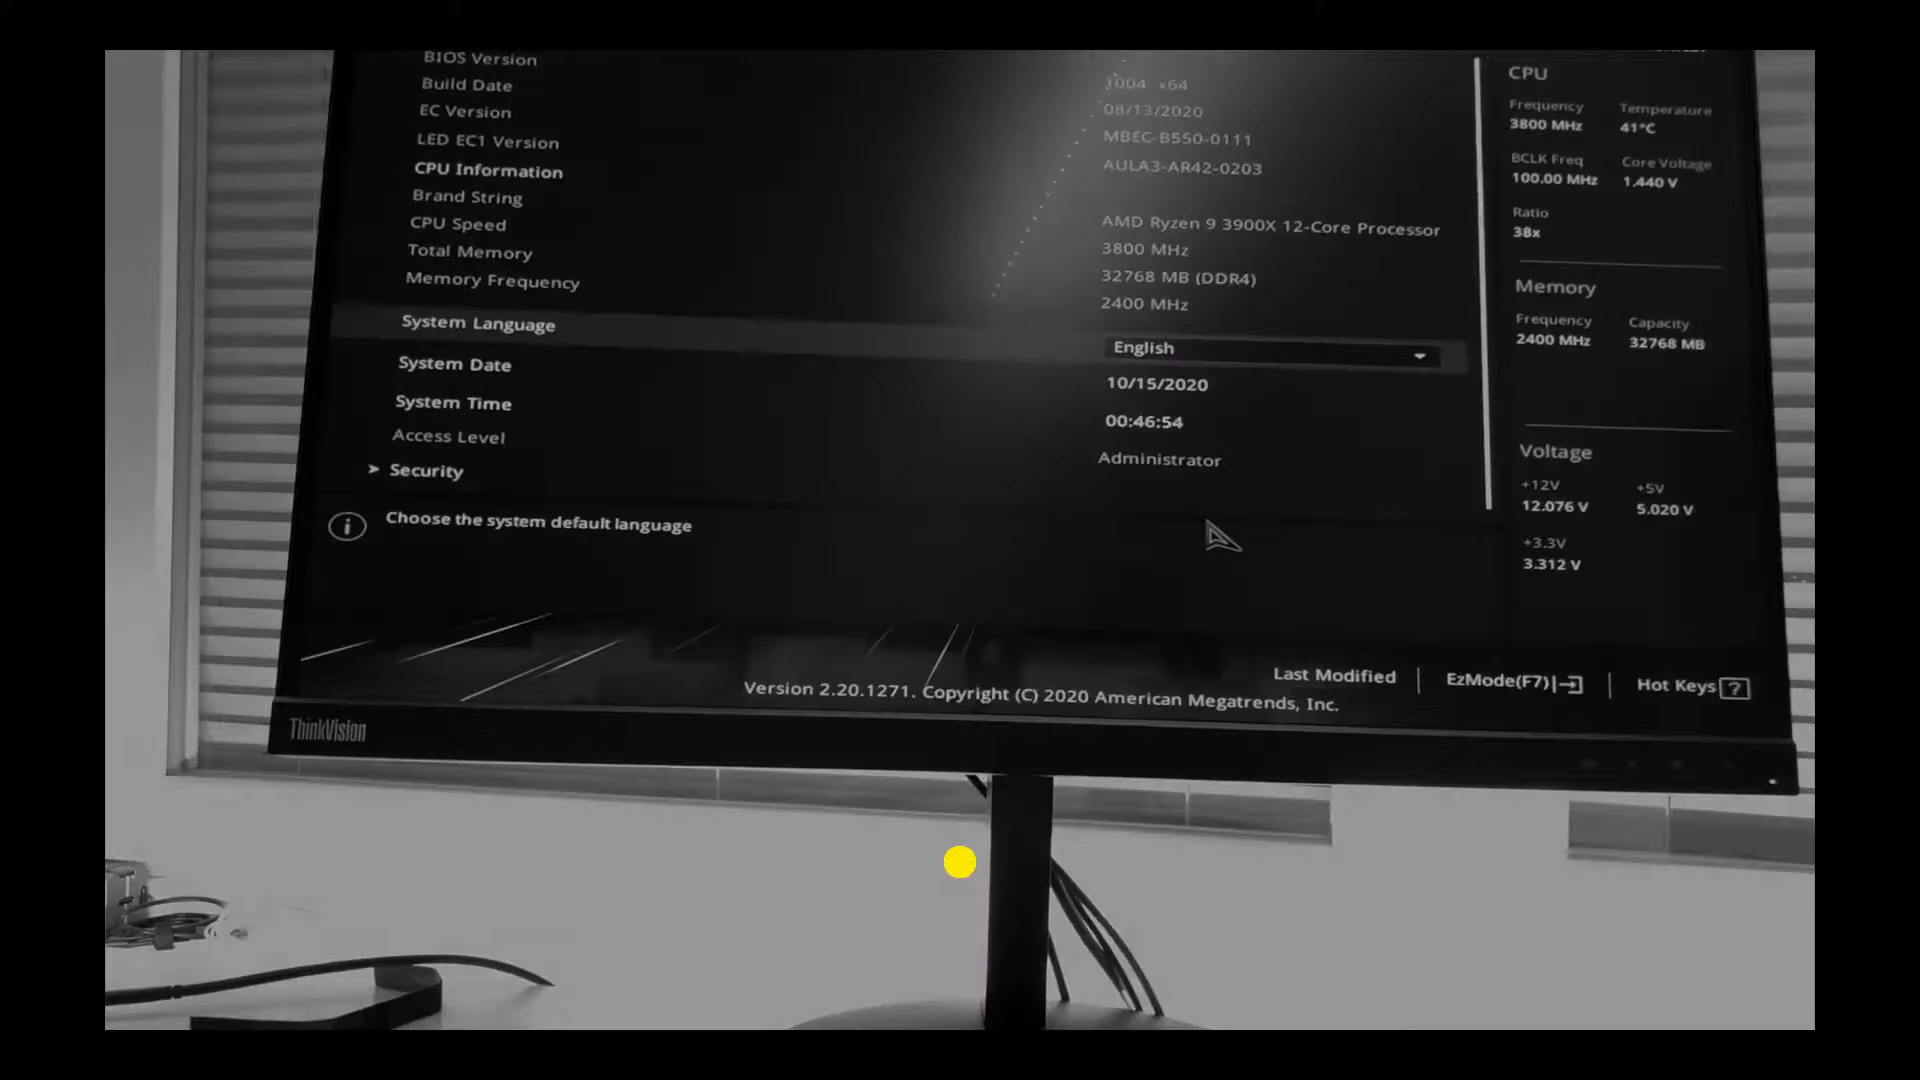 BIOS Version
Build Date 1004 x64
EC Version 08/13/2020
LED EC1 Version MBEC-B550-0111
CPU Information AULA3-AR42-0203
Brand String AMD Ryzen 9 3900X 12-Core Processor
CPU Speed 3800 MHz
Total Memory 32768 MB (DDR4)
Memory Frequency 2400 MHz
System Language English
System Date 10/15/2020
System Time 00:46:54
Access Level Administrator
> Security
Choose the system default language
CPU
Frequency Temperature
3800 MHz 41°C
BCLK Freq Core Voltage
100.00 MHz 1.440 V
Ratio
38x
Memory
Frequency Capacity
2400 MHz 32768 MB
Voltage
+12V +5V
12.076 V 5.020 V
+3.3V
3.312 V
Last Modified | EzMode(F7) | Hot Keys ?
Version 2.20.1271. Copyright (C) 2020 American Megatrends, Inc.
ThinkVision